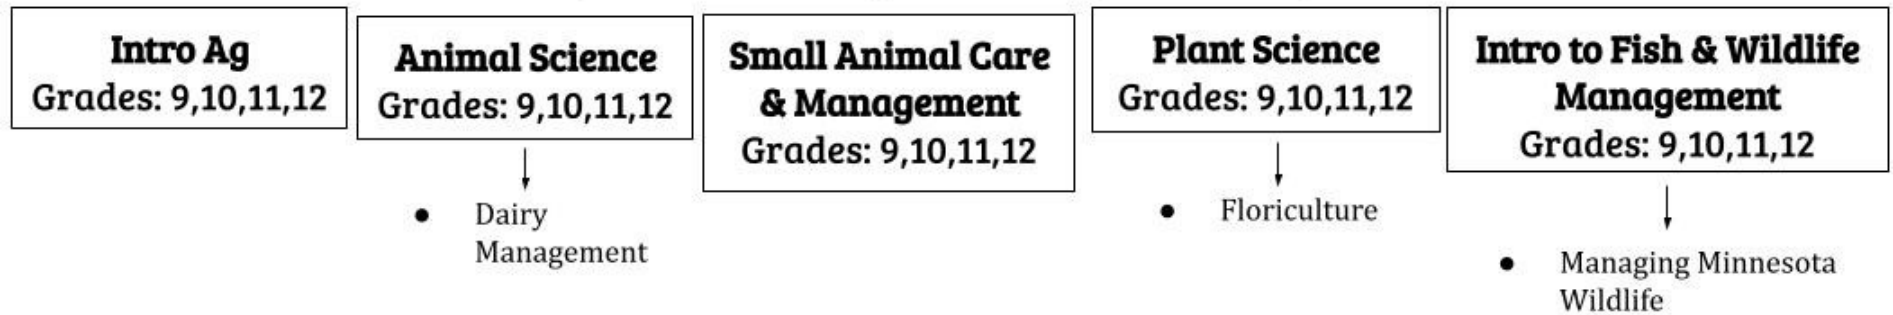 Intro Ag
Grades: 9,10,11,12
Animal Science
Grades: 9,10,11,12
● Dairy
Management
Small Animal Care
& Management
Grades: 9,10,11,12
Plant Science
Grades: 9,10,11,12
● Floriculture
Intro to Fish & Wildlife
Management
Grades: 9,10,11,12
● Managing Minnesota
Wildlife